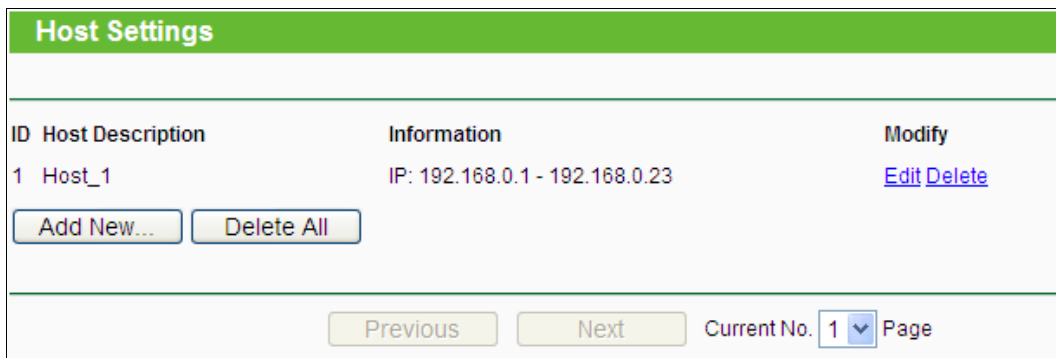 Host Settings
ID Host Description Information Modify
1 Host_1 IP: 192.168.0.1 - 192.168.0.23 Edit Delete
Add New... Delete All
Previous Next Current No. 1 Page